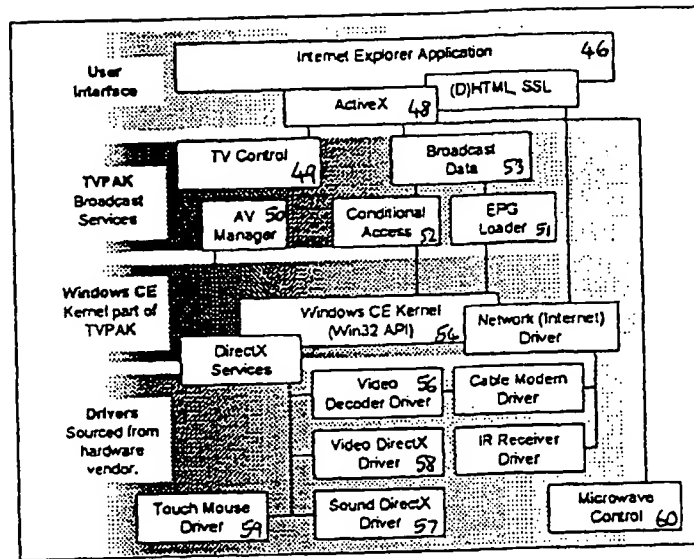 Internet Explorer Application 46
User
Interface
(D)HTML, SSL
ActiveX 48
TV Control 49
Broadcast
Data 53
TVPAK
Broadcast
Services
AV 50
Manager
Conditional
Access 52
EPG
Loader 51
Windows CE
Kernel part of
TVPAK
Windows CE Kernel
(Win32 API) 54
Network (Internet)
Driver
DirectX
Services
Drivers
Sourced from
hardware
vendor.
Video 56
Decoder Driver
Cable Modem
Driver
Video DirectX
Driver 58
IR Receiver
Driver
Touch Mouse
Driver 59
Sound DirectX
Driver 57
Microwave
Control 60